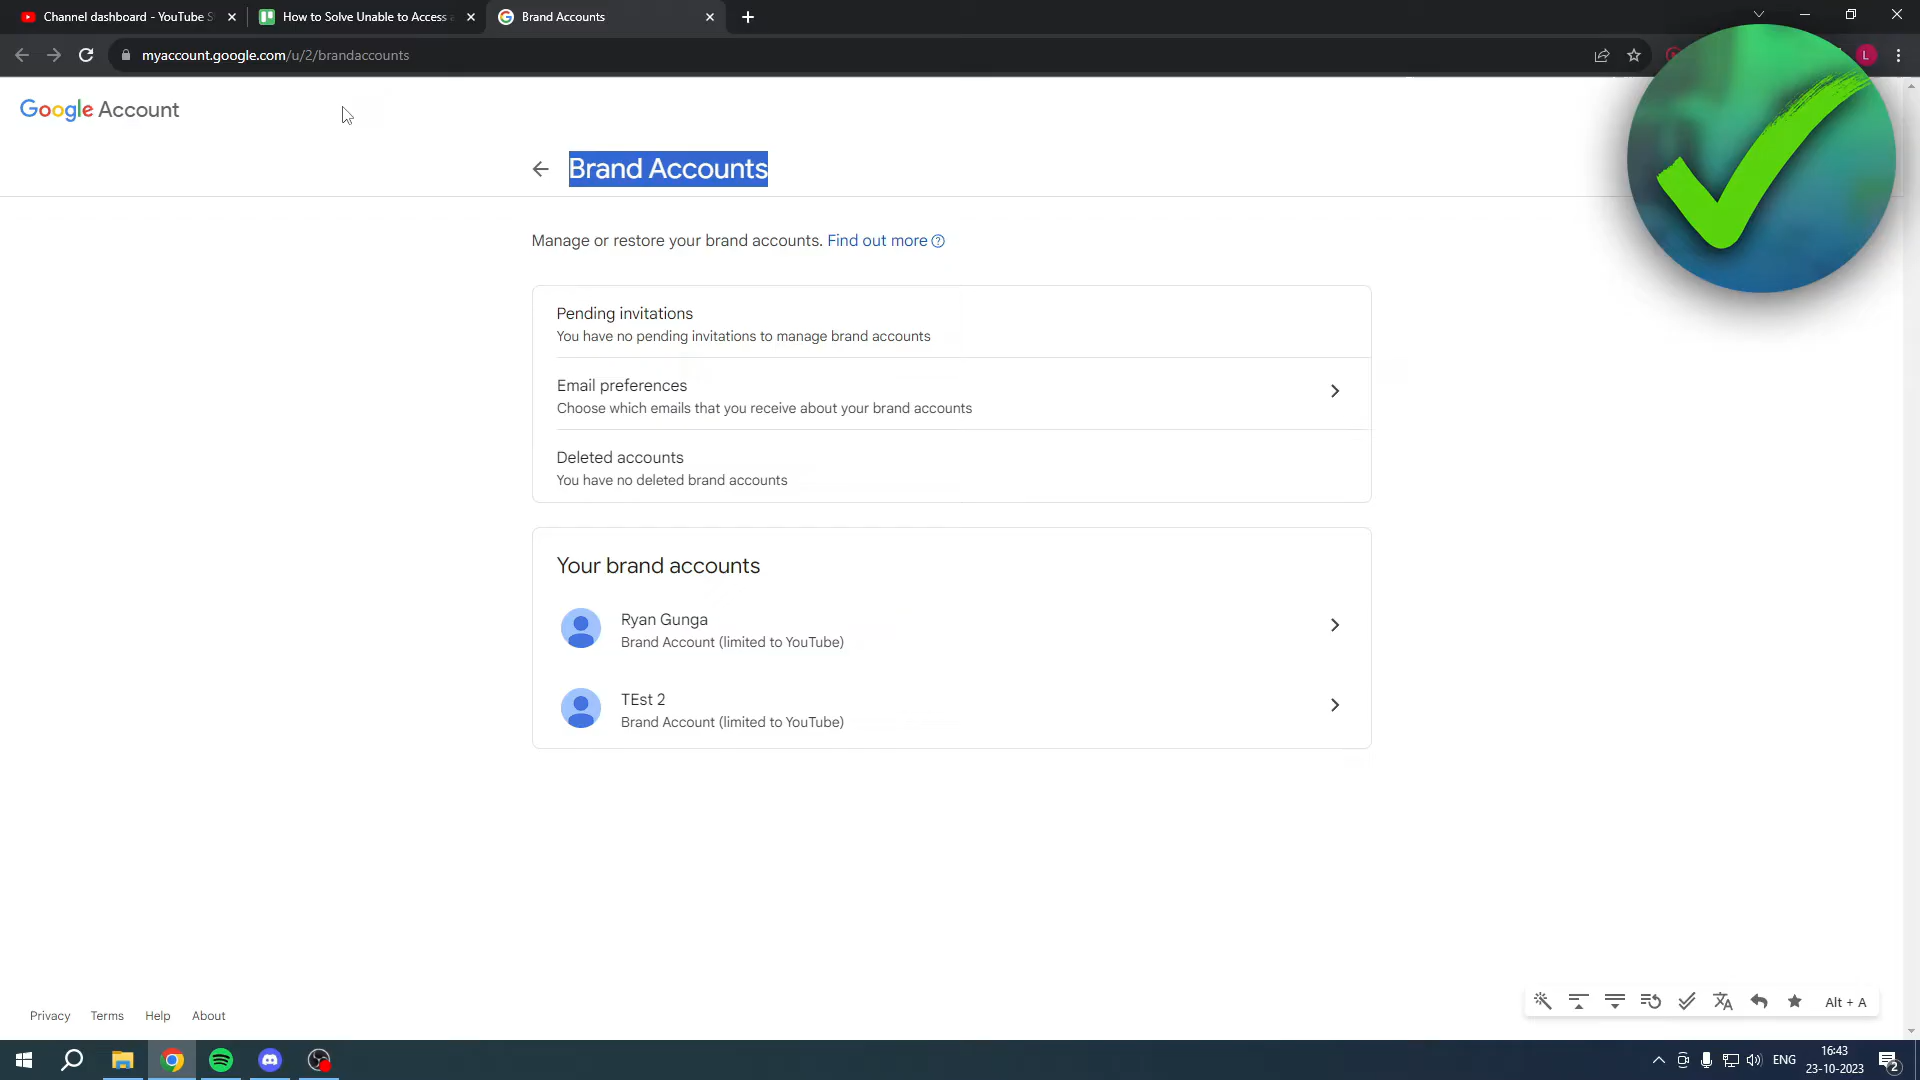 Channel dashboard - YouTube S
How to Solve Unable to Access a
Brand Accounts
myaccount.google.com/u/2/brandaccounts
L
Google Account
Brand Accounts
Manage or restore your brand accounts. Find out more
Pending invitations
You have no pending invitations to manage brand accounts
Email preferences
Choose which emails that you receive about your brand accounts
Deleted accounts
You have no deleted brand accounts
Your brand accounts
Ryan Gunga
Brand Account (limited to YouTube)
TEst 2
Brand Account (limited to YouTube)
Alt + A
Privacy Terms Help About
ENG
16:43
23-10-2023
2